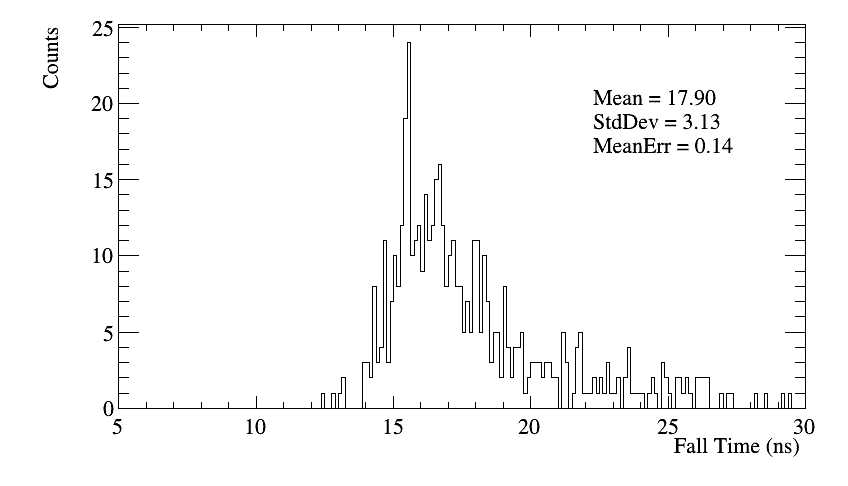 Counts
25
20
15
10
5
0
Mean = 17.90
StdDev = 3.13
MeanErr = 0.14
5 10 15 20 25 30
Fall Time (ns)